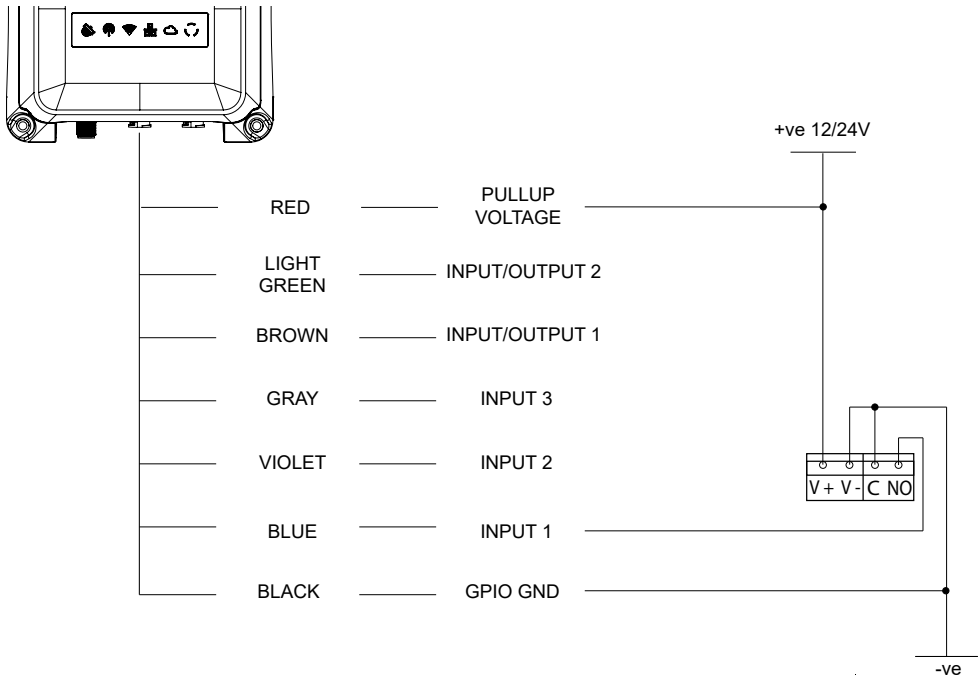 +ve 12/24V
RED
PULLUP
VOLTAGE
LIGHT
GREEN
INPUT/OUTPUT 2
BROWN
INPUT/OUTPUT 1
GRAY
INPUT 3
VIOLET
INPUT 2
V+ V- C NO
BLUE
INPUT 1
BLACK
GPIO GND
-ve